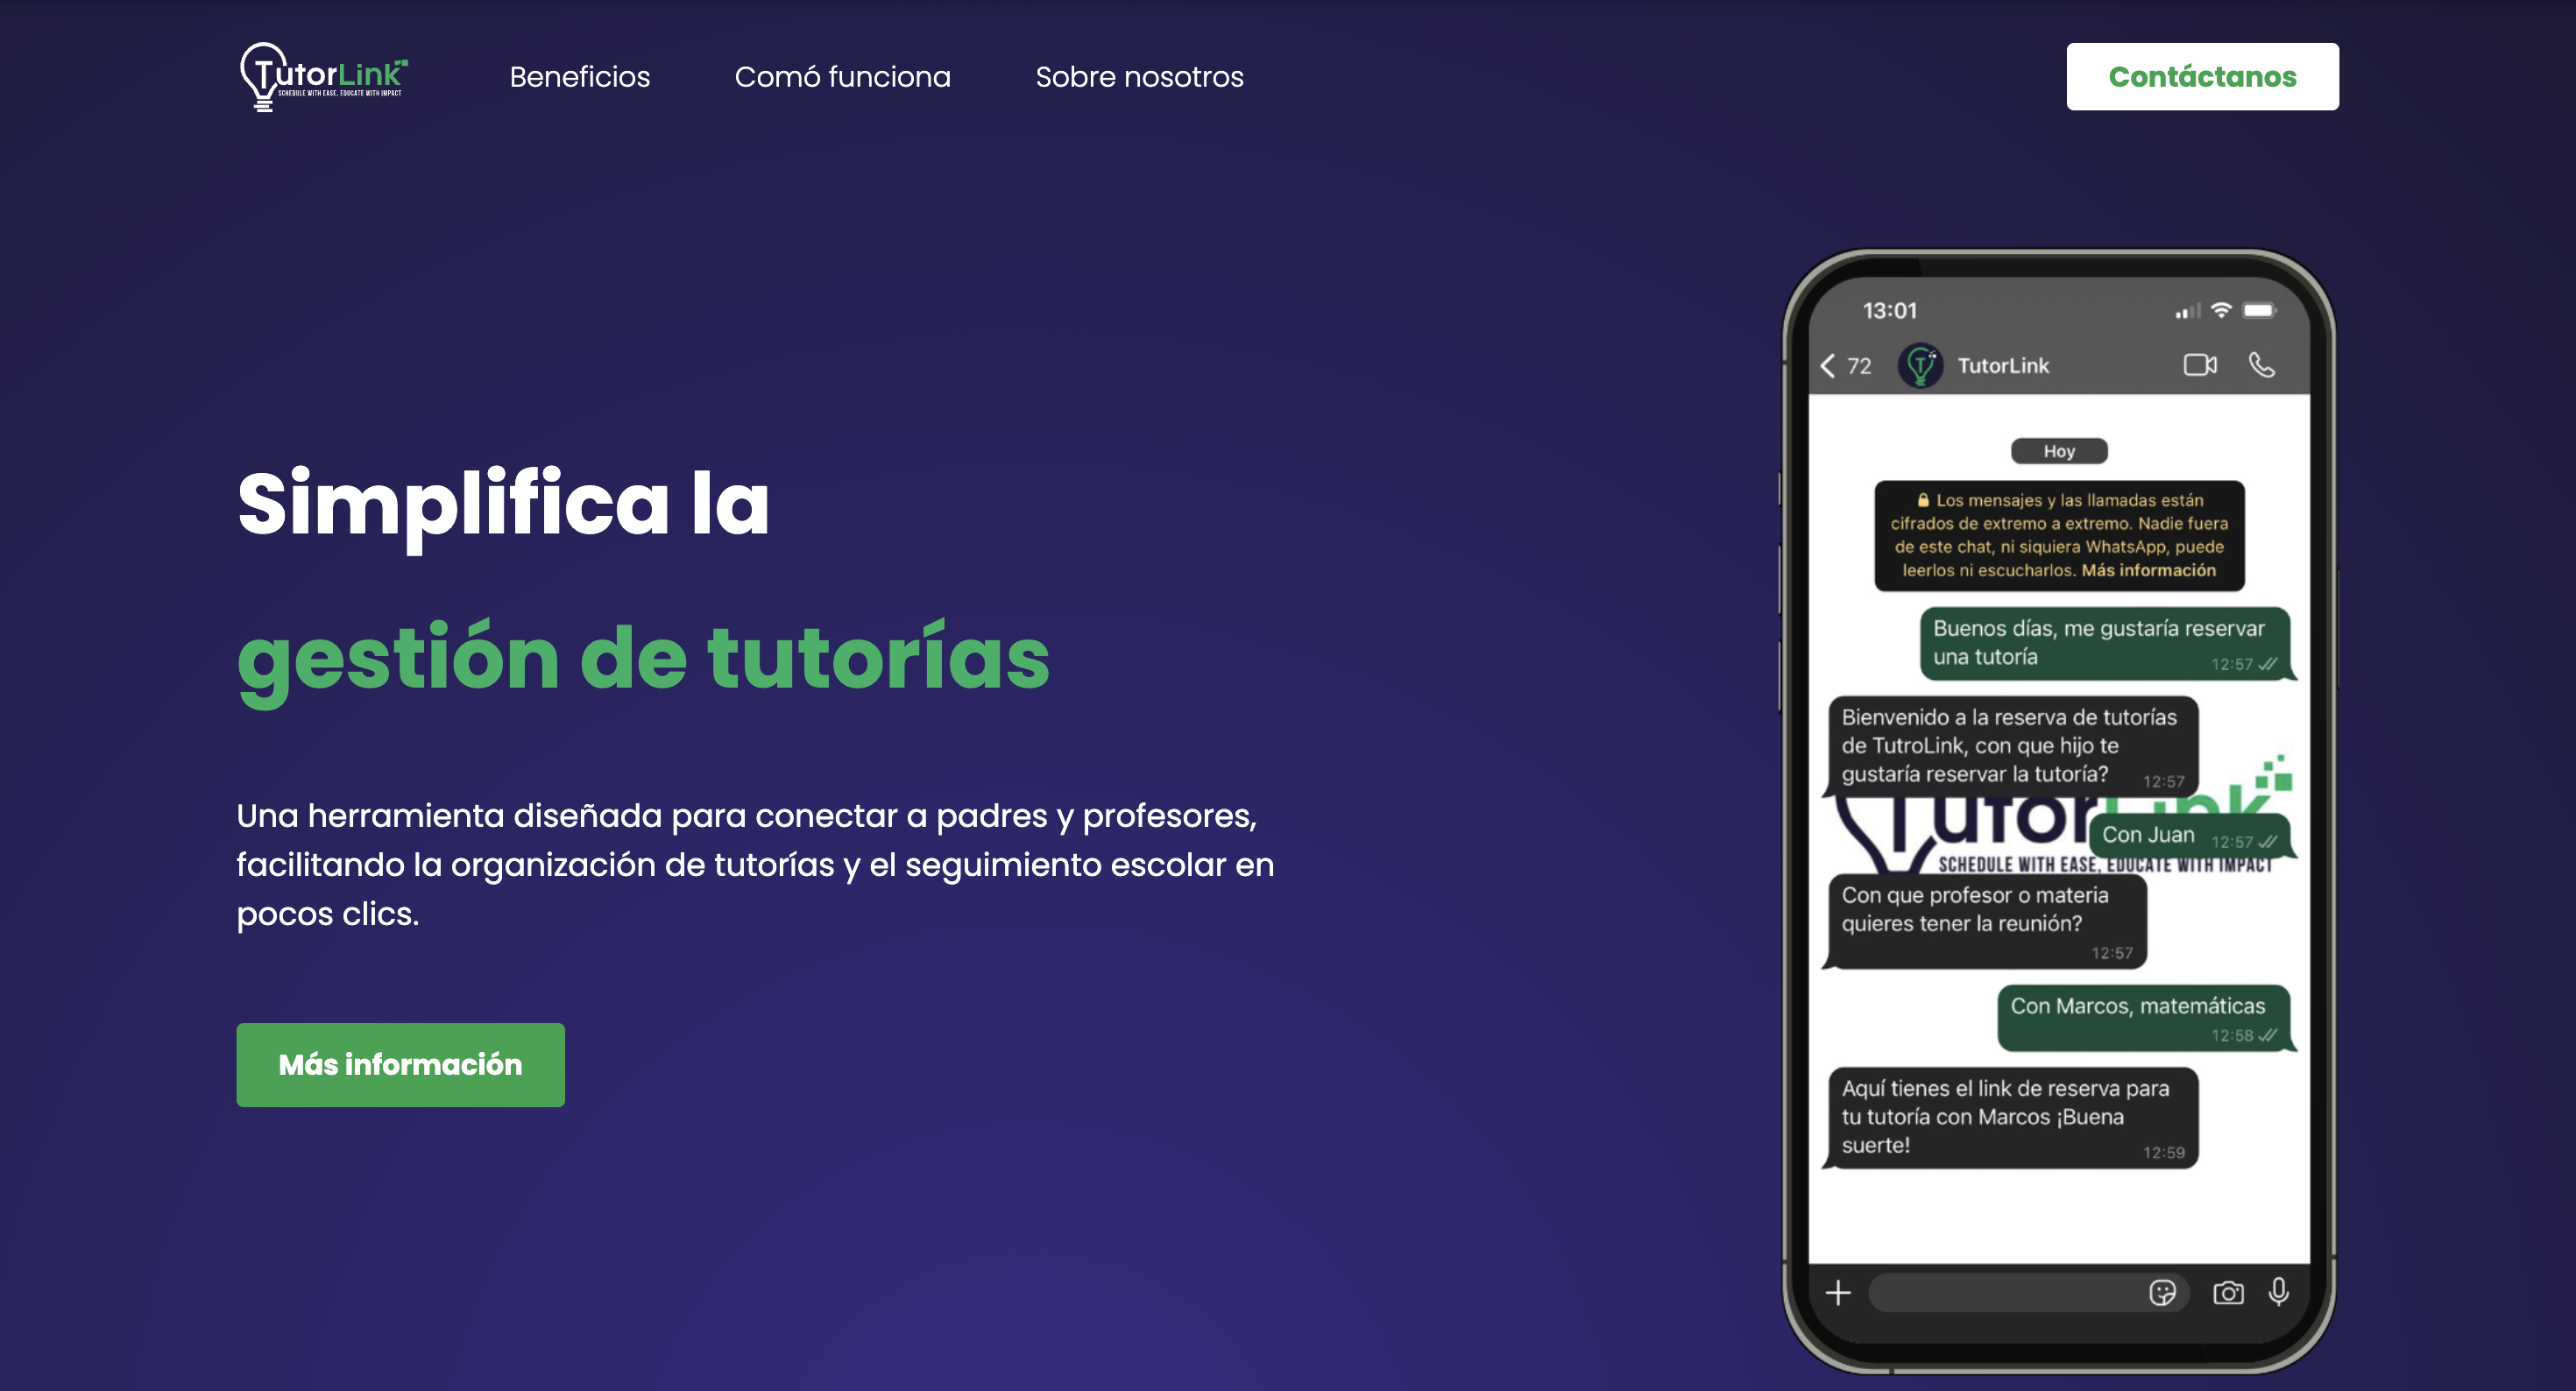 TutorLink
SCHEDULE WITH EASE, EDUCATE WITH IMPACT
Beneficios
Comó funciona
Sobre nosotros
Contáctanos
Simplifica la
gestión de tutorías
Una herramienta diseñada para conectar a padres y profesores,
facilitando la organización de tutorías y el seguimiento escolar en
pocos clics.
Más información
13:01
72
TutorLink
Hoy
Los mensajes y las llamadas están
cifrados de extremo a extremo. Nadie fuera
de este chat, ni siquiera WhatsApp, puede
leerlos ni escucharlos. Más información
Buenos días, me gustaría reservar
una tutoría 12:57
Bienvenido a la reserva de tutorías
de TutroLink, con que hijo te
gustaría reservar la tutoría? 12:57
TutorLink
Con Juan 12:57
SCHEDULE WITH EASE, EDUCATE WITH IMPACT
Con que profesor o materia
quieres tener la reunión?
12:57
Con Marcos, matemáticas
12:58
Aquí tienes el link de reserva para
tu tutoría con Marcos ¡Buena
suerte! 12:59